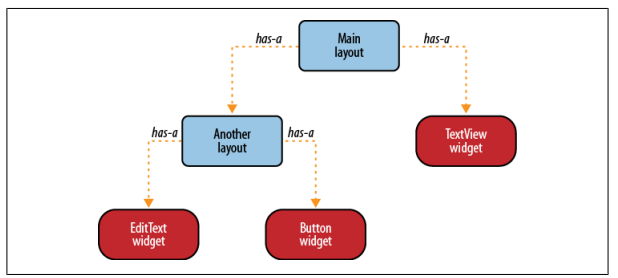 has-a
Main
layout
has-a
has-a
Another
layout
has-a
TextView
widget
EditText
widget
Button
widget